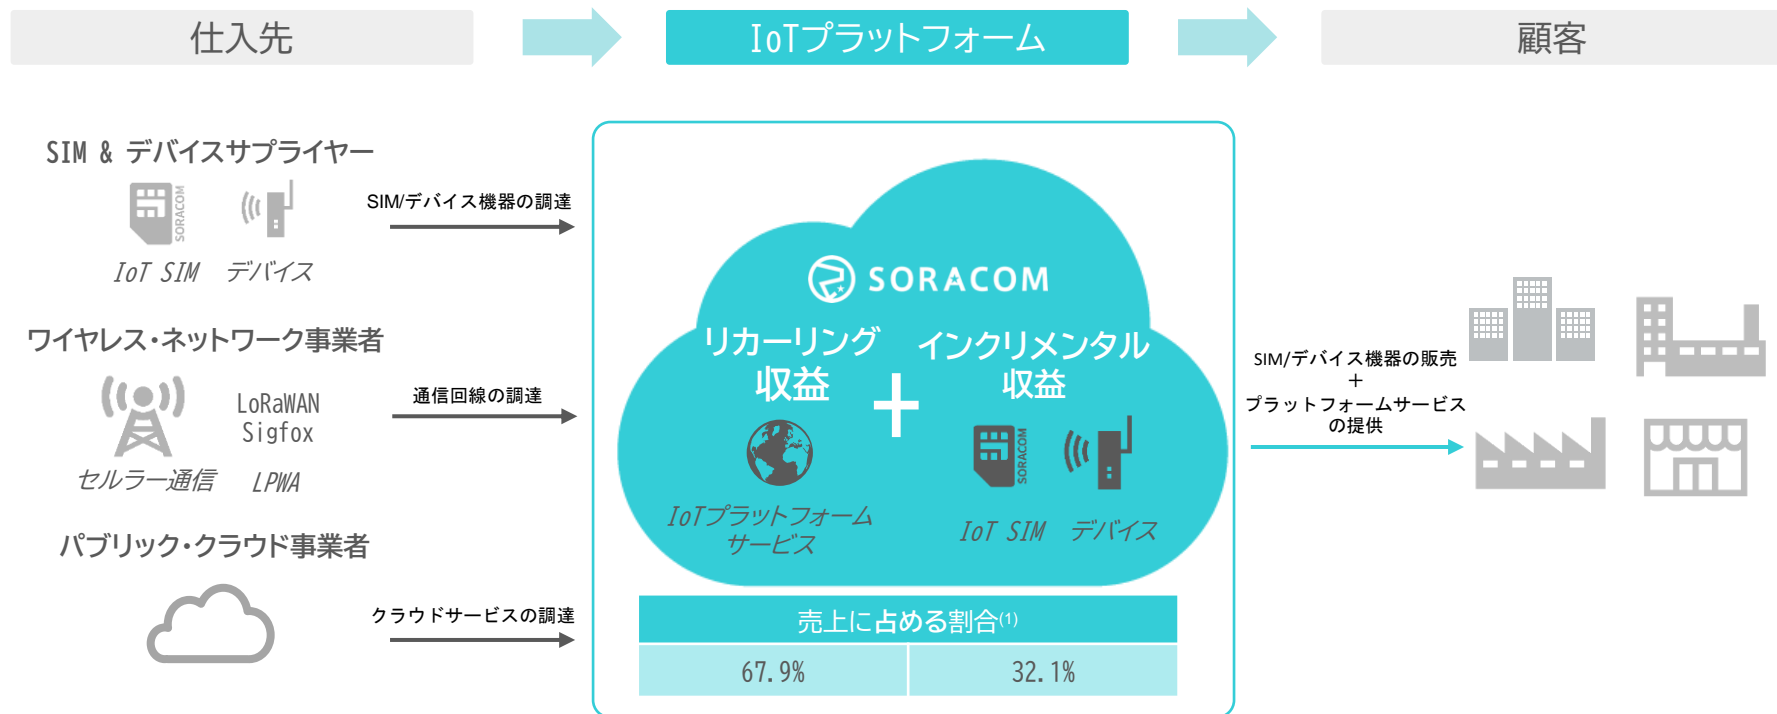 仕入先
IoTプラットフォーム
顧客
SIM & デバイスサプライヤー
SORACOM
IoT SIM デバイス
SIM/デバイス機器の調達
ワイヤレス・ネットワーク事業者
LoRaWAN
Sigfox
セルラー通信 LPWA
通信回線の調達
パブリック・クラウド事業者
クラウドサービスの調達
SORACOM
リカーリング
収益
+
インクリメンタル
収益
SORACOM
IoTプラットフォーム
サービス
IoT SIM デバイス
売上に占める割合(1)
67.9% 32.1%
SIM/デバイス機器の販売
+
プラットフォームサービス
の提供